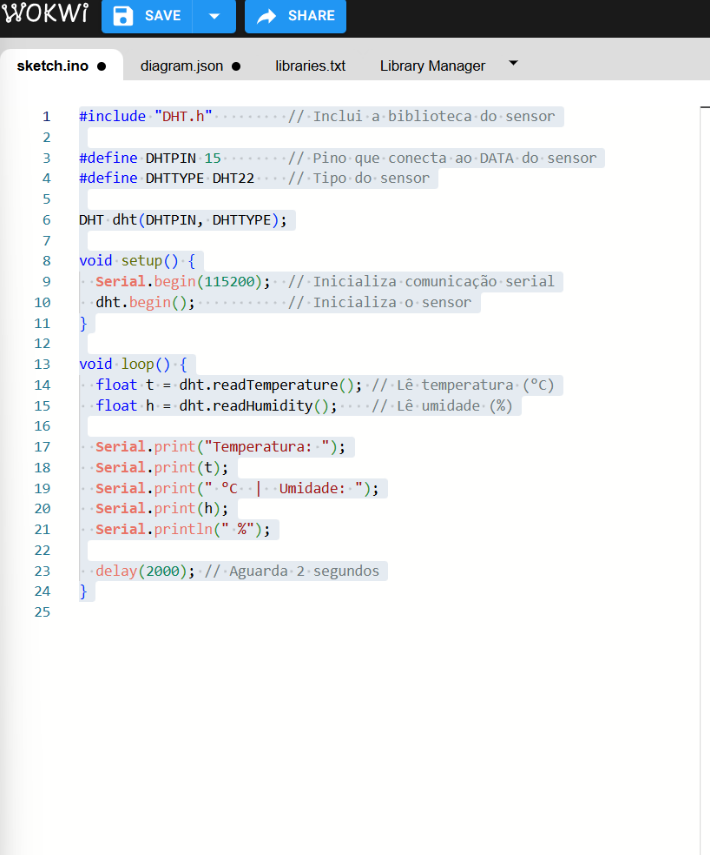 WOKWi
SAVE SHARE
sketch.ino ● diagram.json ● libraries.txt Library Manager
1 #include "DHT.h" // Inclui a biblioteca do sensor
2
3 #define DHTPIN 15 // Pino que conecta ao DATA do sensor
4 #define DHTTYPE DHT22 // Tipo do sensor
5
6 DHT dht(DHTPIN, DHTTYPE);
7
8 void setup() {
9 Serial.begin(115200); // Inicializa comunicação serial
10 dht.begin(); // Inicializa o sensor
11 }
12
13 void loop() {
14 float t = dht.readTemperature(); // Lê temperatura (ºC)
15 float h = dht.readHumidity(); // Lê umidade (%)
16
17 Serial.print("Temperatura: ");
18 Serial.print(t);
19 Serial.print(" ºC  |  Umidade: ");
20 Serial.print(h);
21 Serial.println(" %");
22
23 delay(2000); // Aguarda 2 segundos
24 }
25